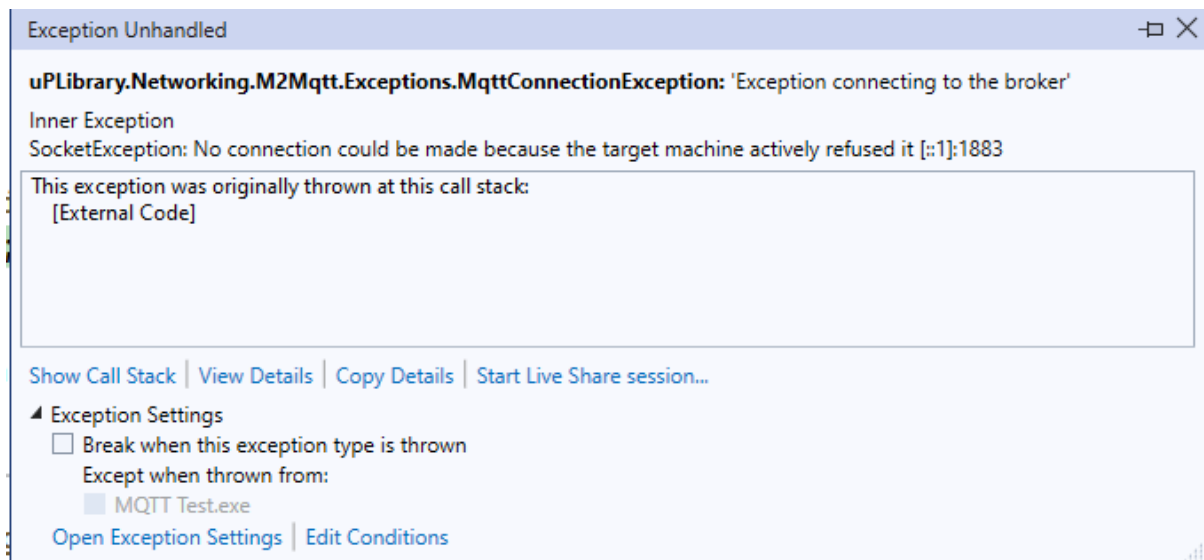 Exception Unhandled
uPLibrary.Networking.M2Mqtt.Exceptions.MqttConnectionException: 'Exception connecting to the broker'
Inner Exception
SocketException: No connection could be made because the target machine actively refused it [::1]:1883
This exception was originally thrown at this call stack:
[External Code]
Show Call Stack | View Details | Copy Details | Start Live Share session...
Exception Settings
Break when this exception type is thrown
Except when thrown from:
MQTT Test.exe
Open Exception Settings | Edit Conditions